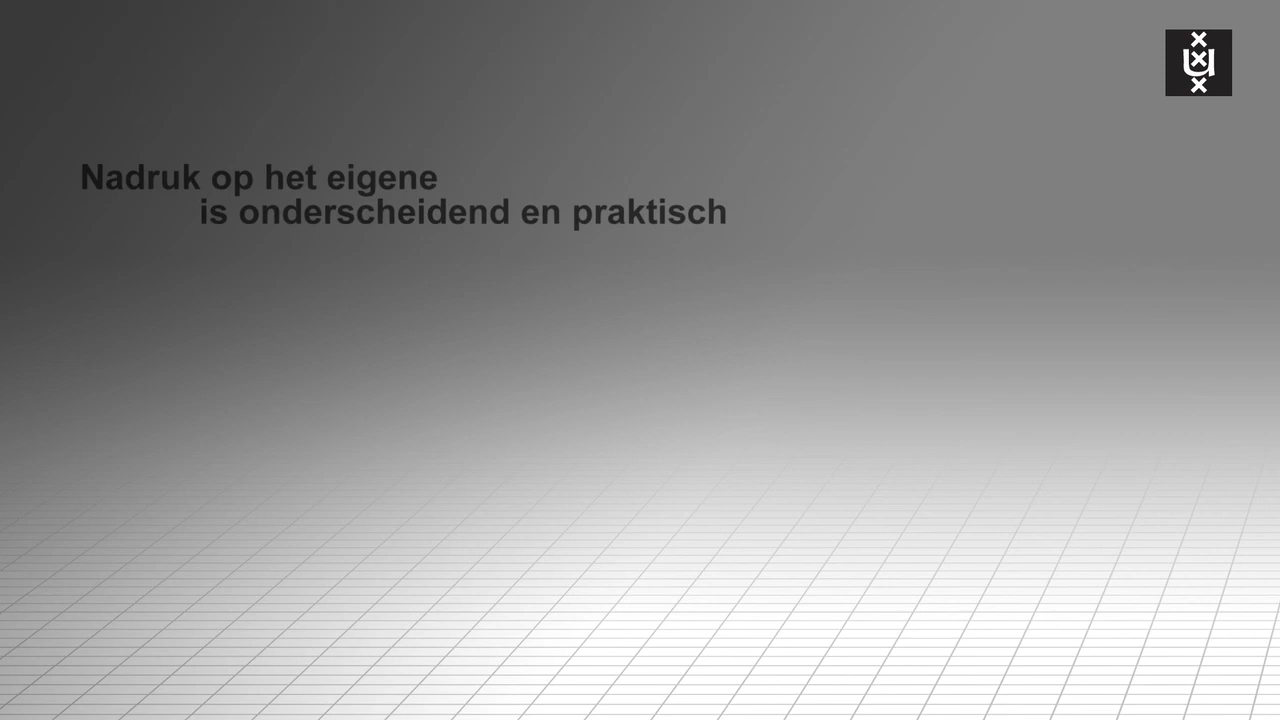 Nadruk op het eigene
is onderscheidend en praktisch